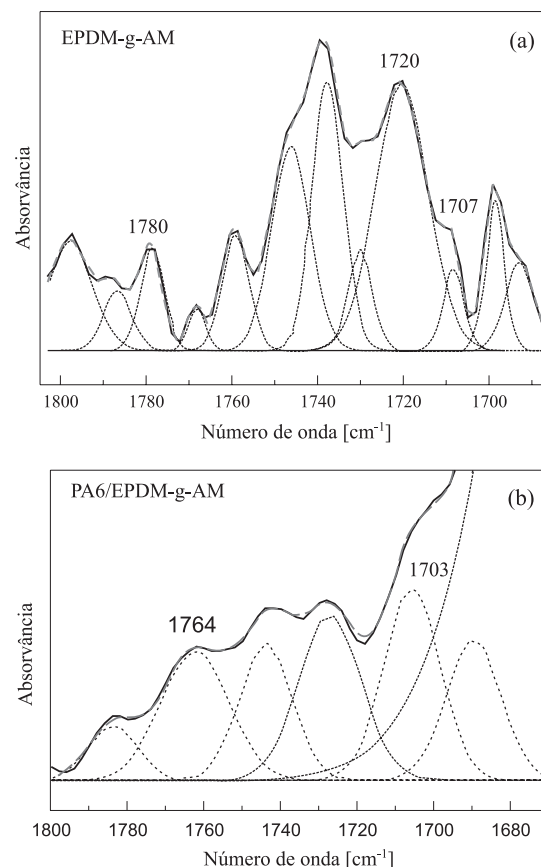 EPDM-g-AM
(a)
1720
1780
1707
Absorvância
1800 1780 1760 1740 1720 1700
Número de onda [cm⁻¹]
PA6/EPDM-g-AM
(b)
1703
1764
Absorvância
1800 1780 1760 1740 1720 1700 1680
Número de onda [cm⁻¹]